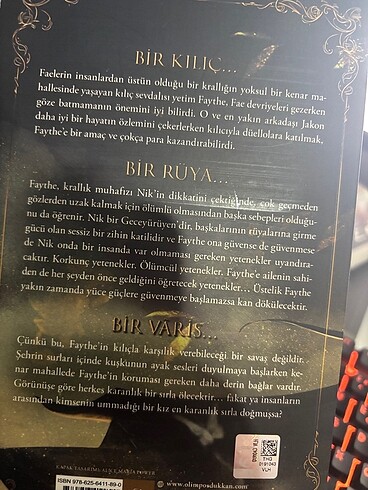 BİR KILIÇ...
Faelerin insanlardan üstün olduğu bir krallığın yoksul bir kenar ma-
hallesinde yaşayan kılıç sevdalısı yetim Faythe, Fae devriyeleri gezerken
göze batmamanın önemini iyi bilirdi. O ve en yakın arkadaşı Jakon
daha iyi bir hayatın özlemini çekerlerken kılıcıyla düellolara katılmak,
Faythe'e bir amaç ve çokça para kazandırabilirdi.
BİR RÜYA...
Faythe, krallık muhafızı Nik'in dikkatini çektiğinde, çok geçmeden
gözlerden uzak kalmak için ölümlü olmasından başka sebepleri olduğu-
nu da öğrenir. Nik bir Geceyürüyen'dir, başkalarının rüyalarına girme
gücü olan sessiz bir zihin katilidir ve Faythe ona güvense de güvenmese
de Nik onda bir insanda var olmaması gereken yetenekler uyandıra-
caktır. Korkunç yetenekler. Ölümcül yetenekler. Faythe'e ailenin sahi-
den de her şeyden önce geldiğini öğretecek yetenekler... Üstelik Faythe
yakın zamanda yüce güçlere güvenmeye başlamazsa kan dökülecektir.
BİR VARİS...
Çünkü bu, Faythe'in kılıçla karşılık verebileceği bir savaş değildir.
Şehrin surları içinde kuşkunun ayak sesleri duyulmaya başlarken ke-
nar mahallede Faythe'in koruması gereken daha derin bağlar vardır.
Görünüşe göre herkes karanlık bir sırla ölecektir... fakat ya insanların
arasından kimsenin ummadığı bir kız en karanlık sırla doğmuşsa?
ISBN 978-625-6411-89-0
www.olimposdukkan.com
THG
0191043
VLH